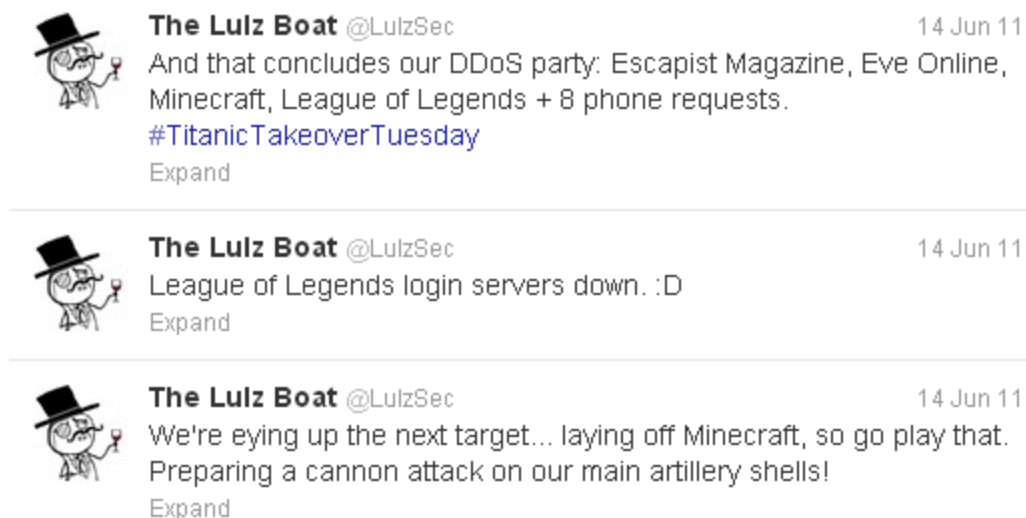 The Lulz Boat @LulzSec 14 Jun 11
And that concludes our DDoS party: Escapist Magazine, Eve Online,
Minecraft, League of Legends + 8 phone requests.
#TitanicTakeoverTuesday
Expand
The Lulz Boat @LulzSec 14 Jun 11
League of Legends login servers down. :D
Expand
The Lulz Boat @LulzSec 14 Jun 11
We're eying up the next target... laying off Minecraft, so go play that.
Preparing a cannon attack on our main artillery shells!
Expand